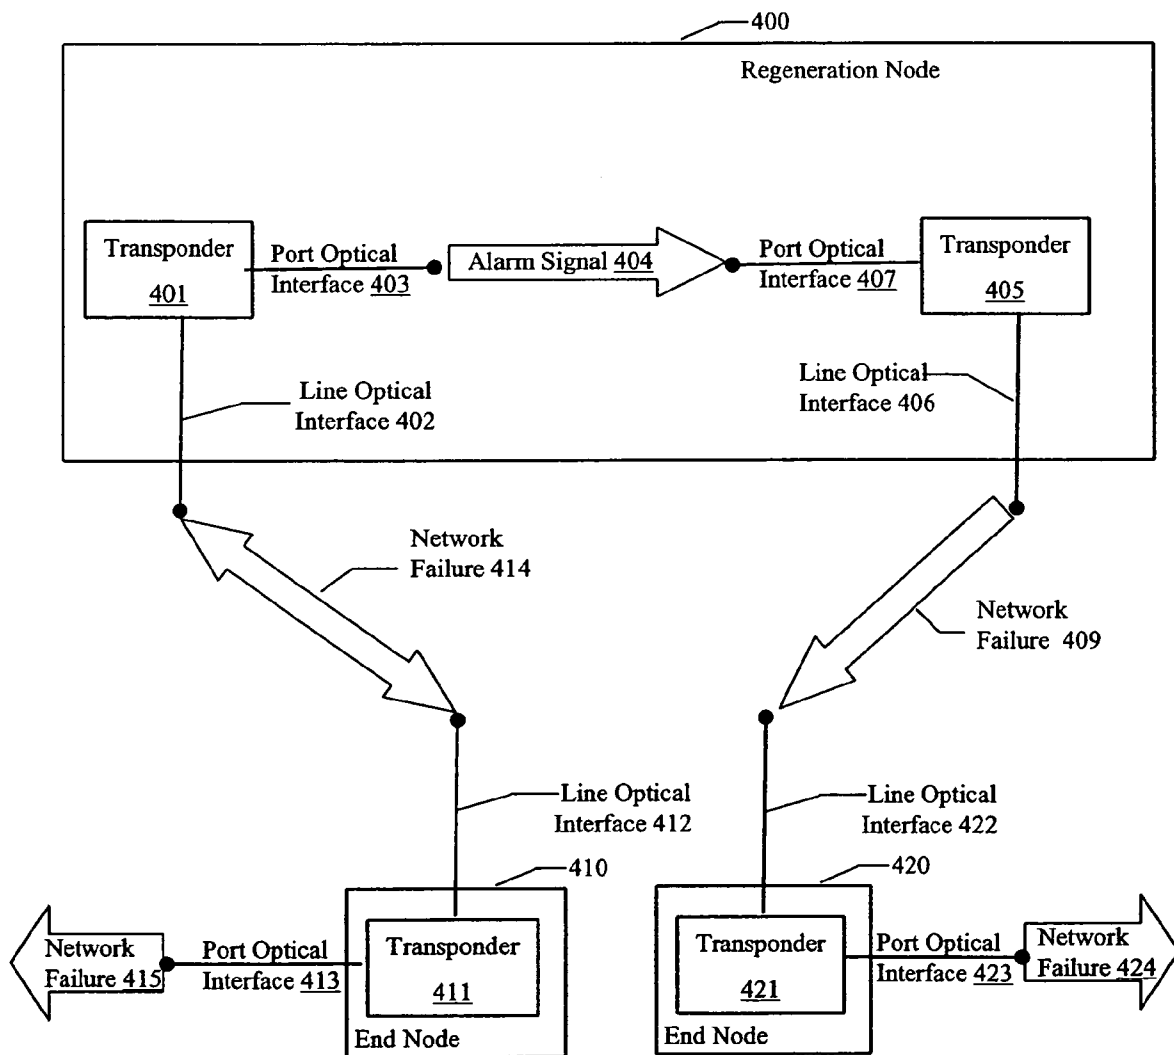 400
Regeneration Node
Transponder
401
Port Optical
Interface 403
Alarm Signal 404
Port Optical
Interface 407
Transponder
405
Line Optical
Interface 402
Line Optical
Interface 406
Network
Failure 414
Network
Failure 409
Line Optical
Interface 412
Line Optical
Interface 422
410
420
Network
Failure 415
Port Optical
Interface 413
Transponder
411
End Node
Transponder
421
End Node
Port Optical
Interface 423
Network
Failure 424